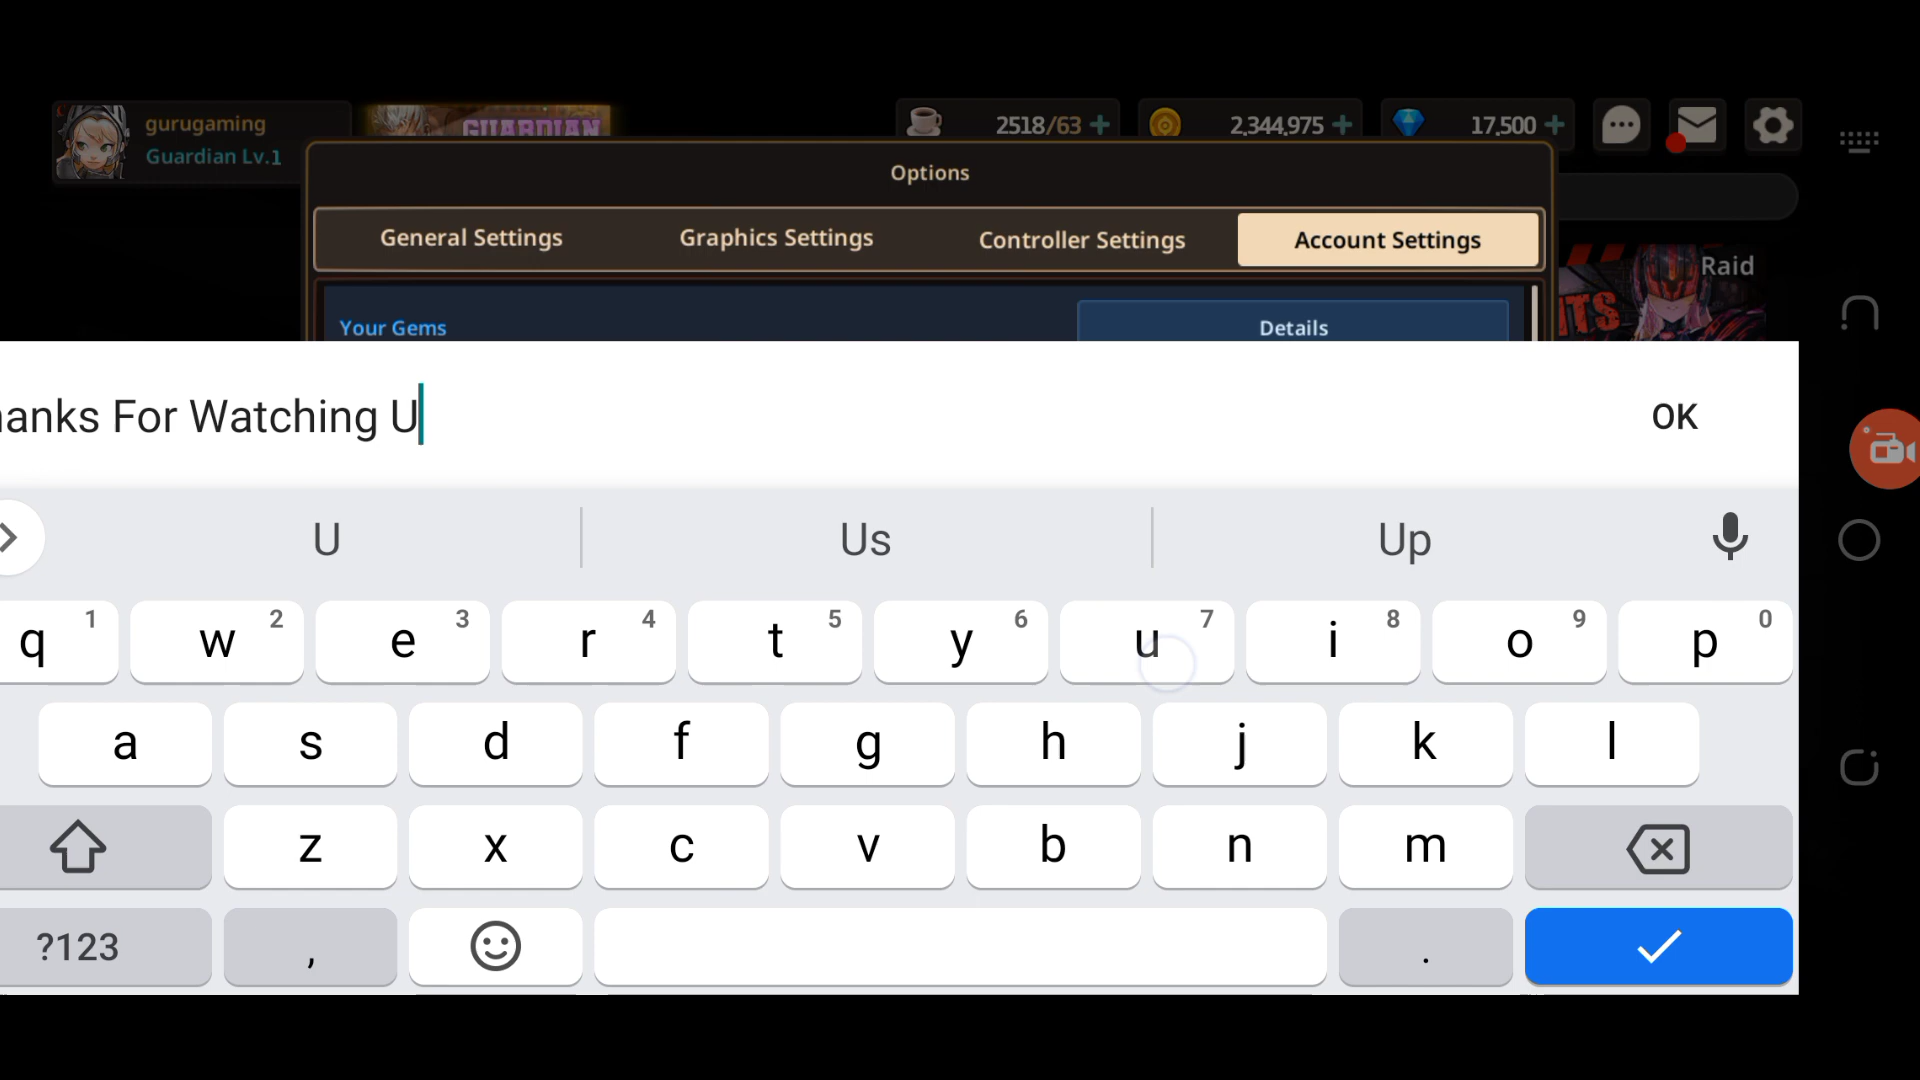 gurugaming
Guardian Lv.1
GUARDIAN
2518/63
2,344,975
17,500
Options
General Settings
Graphics Settings
Controller Settings
Account Settings
Raid
Your Gems
Details
hanks For Watching U
OK
U
Us
Up
q 1 w 2 e 3 r 4 t 5 y 6 u 7 i 8 o 9 p 0
a s d f g h j k l
z x c v b n m
?123 , .